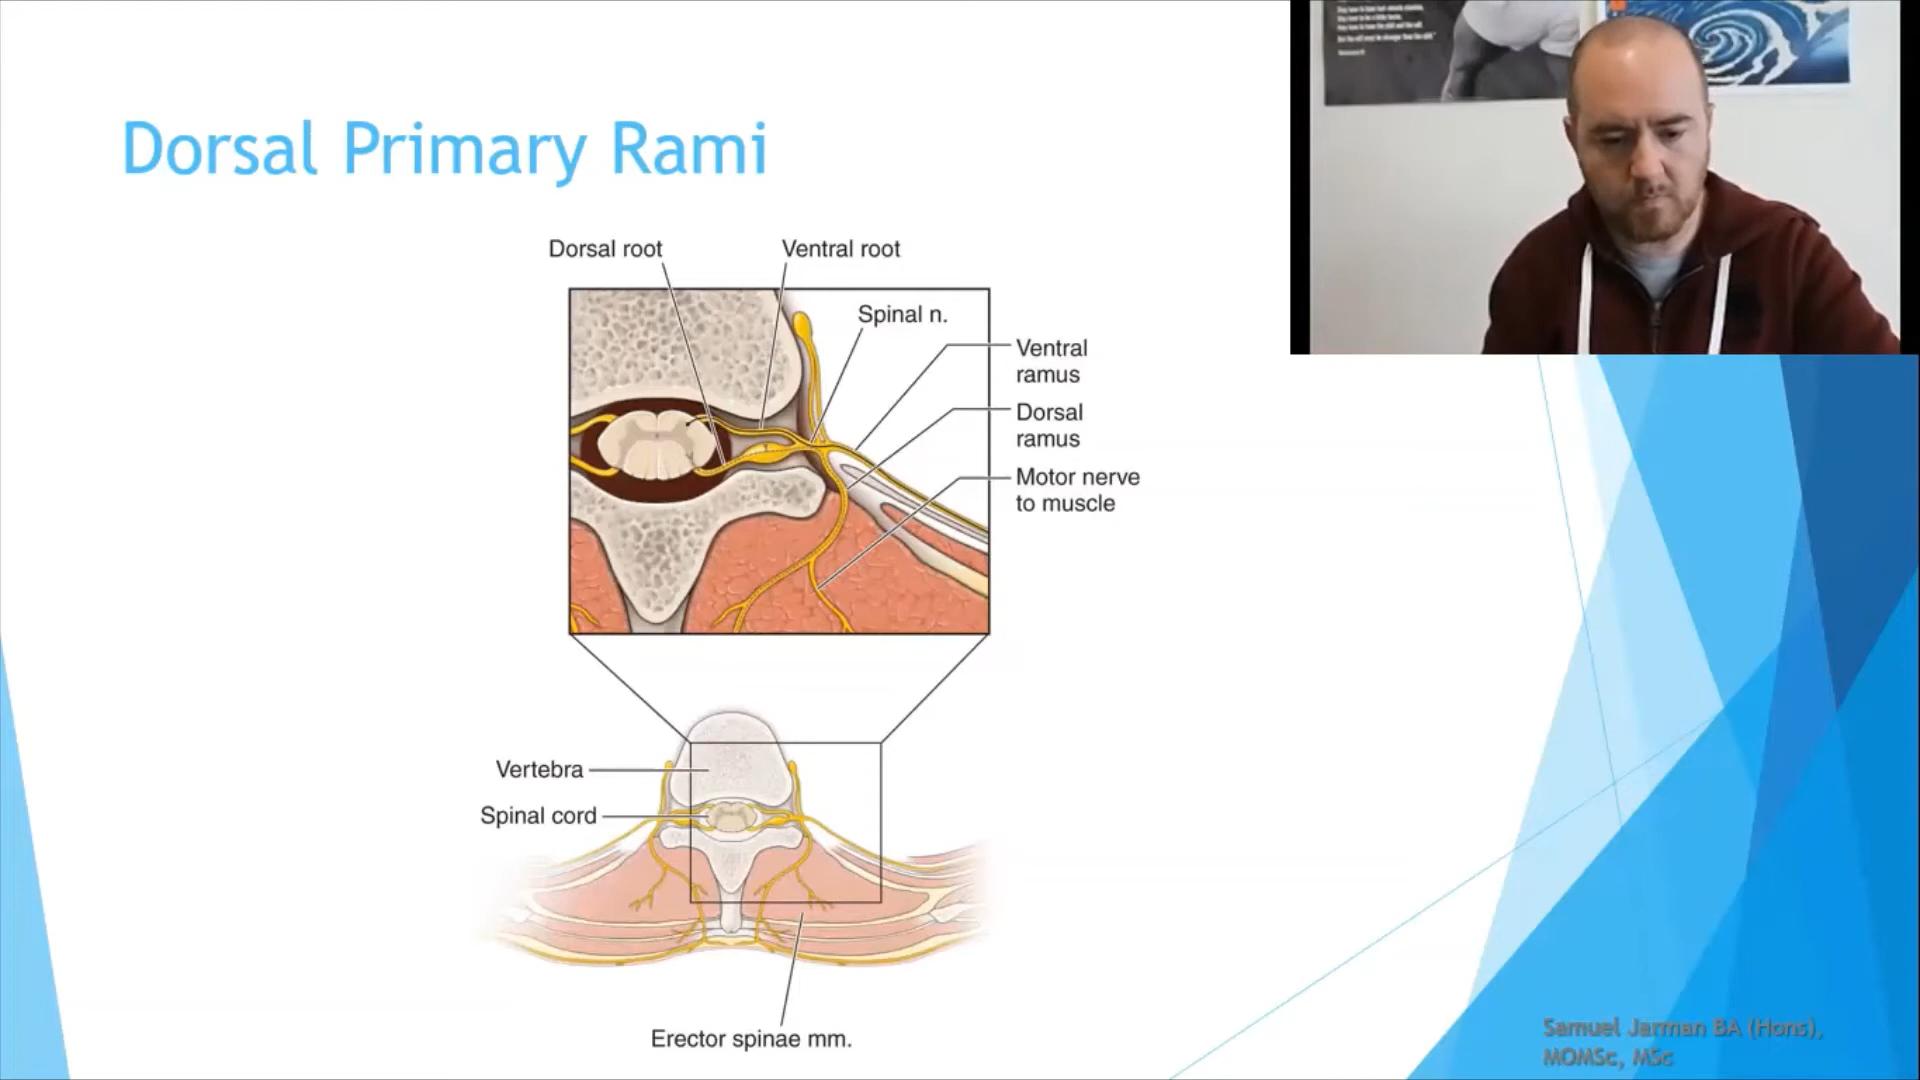 Dorsal Primary Rami
Dorsal root
Ventral root
Spinal n.
Ventral
ramus
Dorsal
ramus
Motor nerve
to muscle
Vertebra
Spinal cord
Erector spinae mm.
Samuel Jarman BA (Hons),
MOMSc, MSc